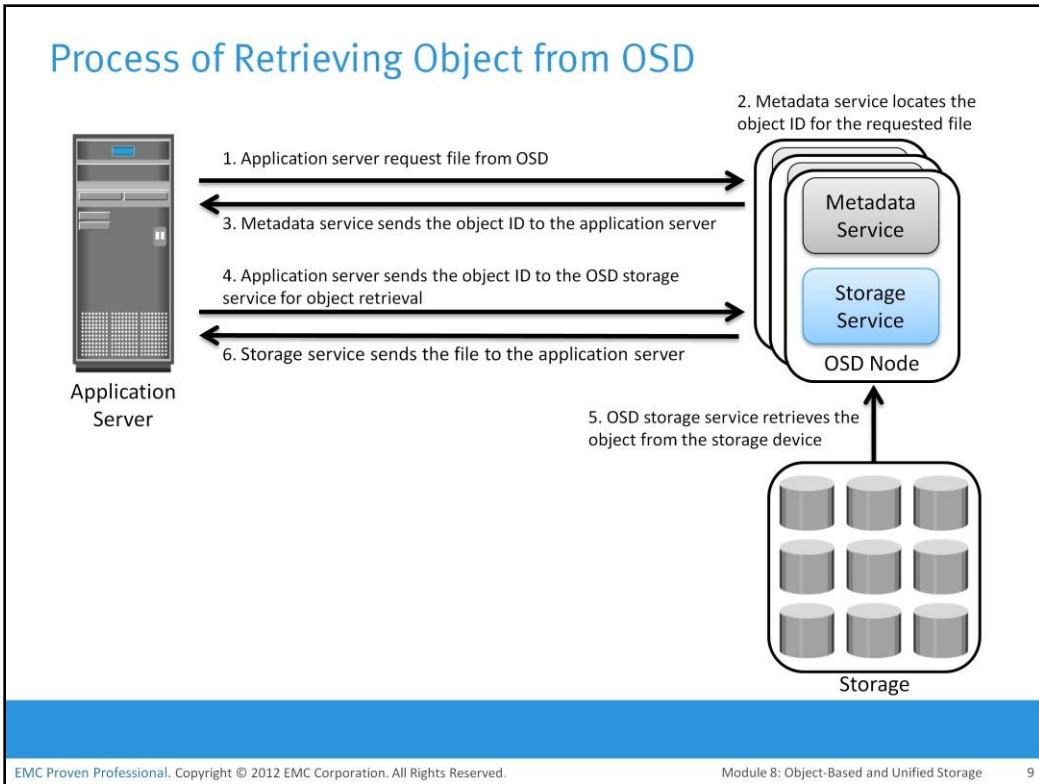 Process of Retrieving Object from OSD
2. Metadata service locates the
object ID for the requested file
1. Application server request file from OSD
3. Metadata service sends the object ID to the application server
Metadata
Service
4. Application server sends the object ID to the OSD storage
service for object retrieval
Storage
Service
6. Storage service sends the file to the application server
OSD Node
Application
Server
5. OSD storage service retrieves the
object from the storage device
Storage
EMC Proven Professional. Copyright © 2012 EMC Corporation. All Rights Reserved.
Module 8: Object-Based and Unified Storage 9